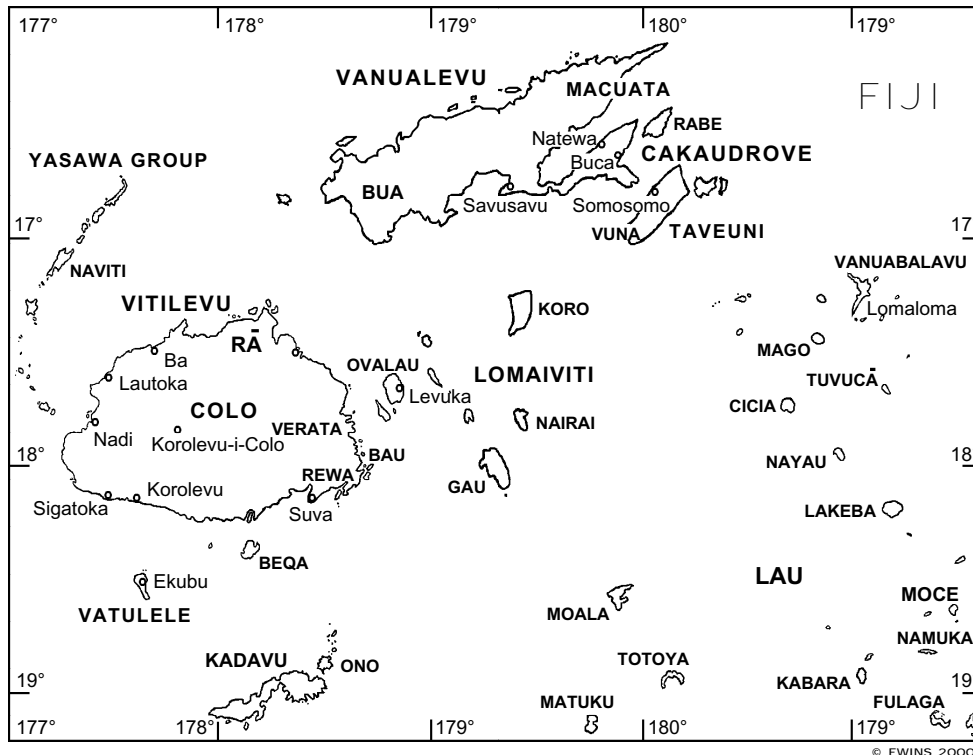 177° 178° 179° 180° 179°
VANUALEVU
MACUATA
FIJI
RABE
Natewa
YASAWA GROUP
Buca
CAKAUDROVE
BUA
Savusavu
Somosomo
VUNA
TAVEUNI
17° 17
NAVITI
VANUABALAVU
VITILEVU
KORO
Lomaloma
RĀ
Ba
MAGO
OVALAU
LOMAIVITI
Lautoka
TUVUCĀ
Levuka
CICIA
COLO
NAIRAI
VERATA
Nadi
Korolevu-i-Colo
BAU
NAYAU
18° 18
REWA
GAU
Korolevu
Sigatoka
Suva
LAKEBA
BEQA
Ekubu
LAU
VATULELE
MOALA
MOCE
NAMUKA
KADAVU
ONO
TOTOYA
KABARA
19° 19
MATUKU
FULAGA
177° 178° 179° 180° 179°
© EWINS 2000